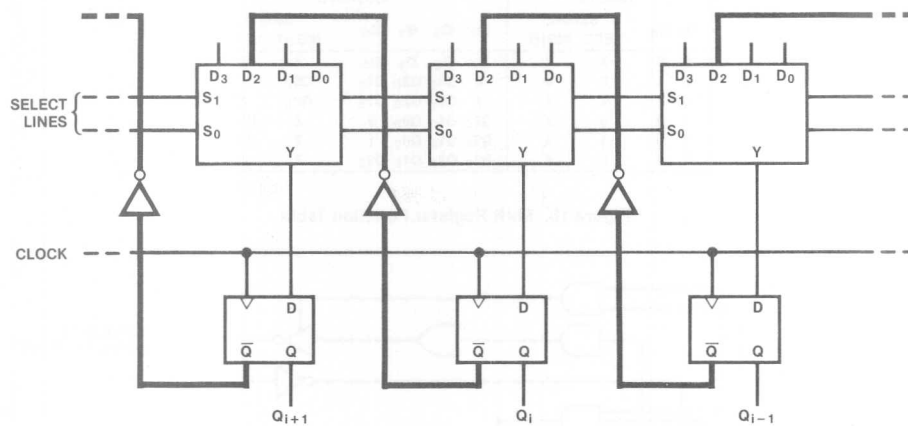 D3 D2 D1 D0 D3 D2 D1 D0 D3 D2 D1 D0
SELECT
LINES
S1 S1 S1
S0 S0 S0
Y Y Y
CLOCK
D D D
Q̅ Q Q̅ Q Q̅ Q
Qi+1 Qi Qi−1